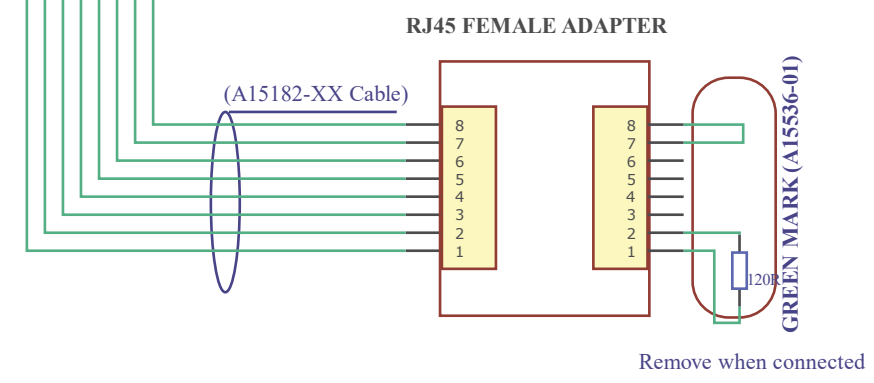 RJ45 FEMALE ADAPTER
(A15182-XX Cable)
8 8
7 7
6 6
5 5
4 4
3 3
2 2
1 1
120R
GREEN MARK (A15536-01)
Remove when connected